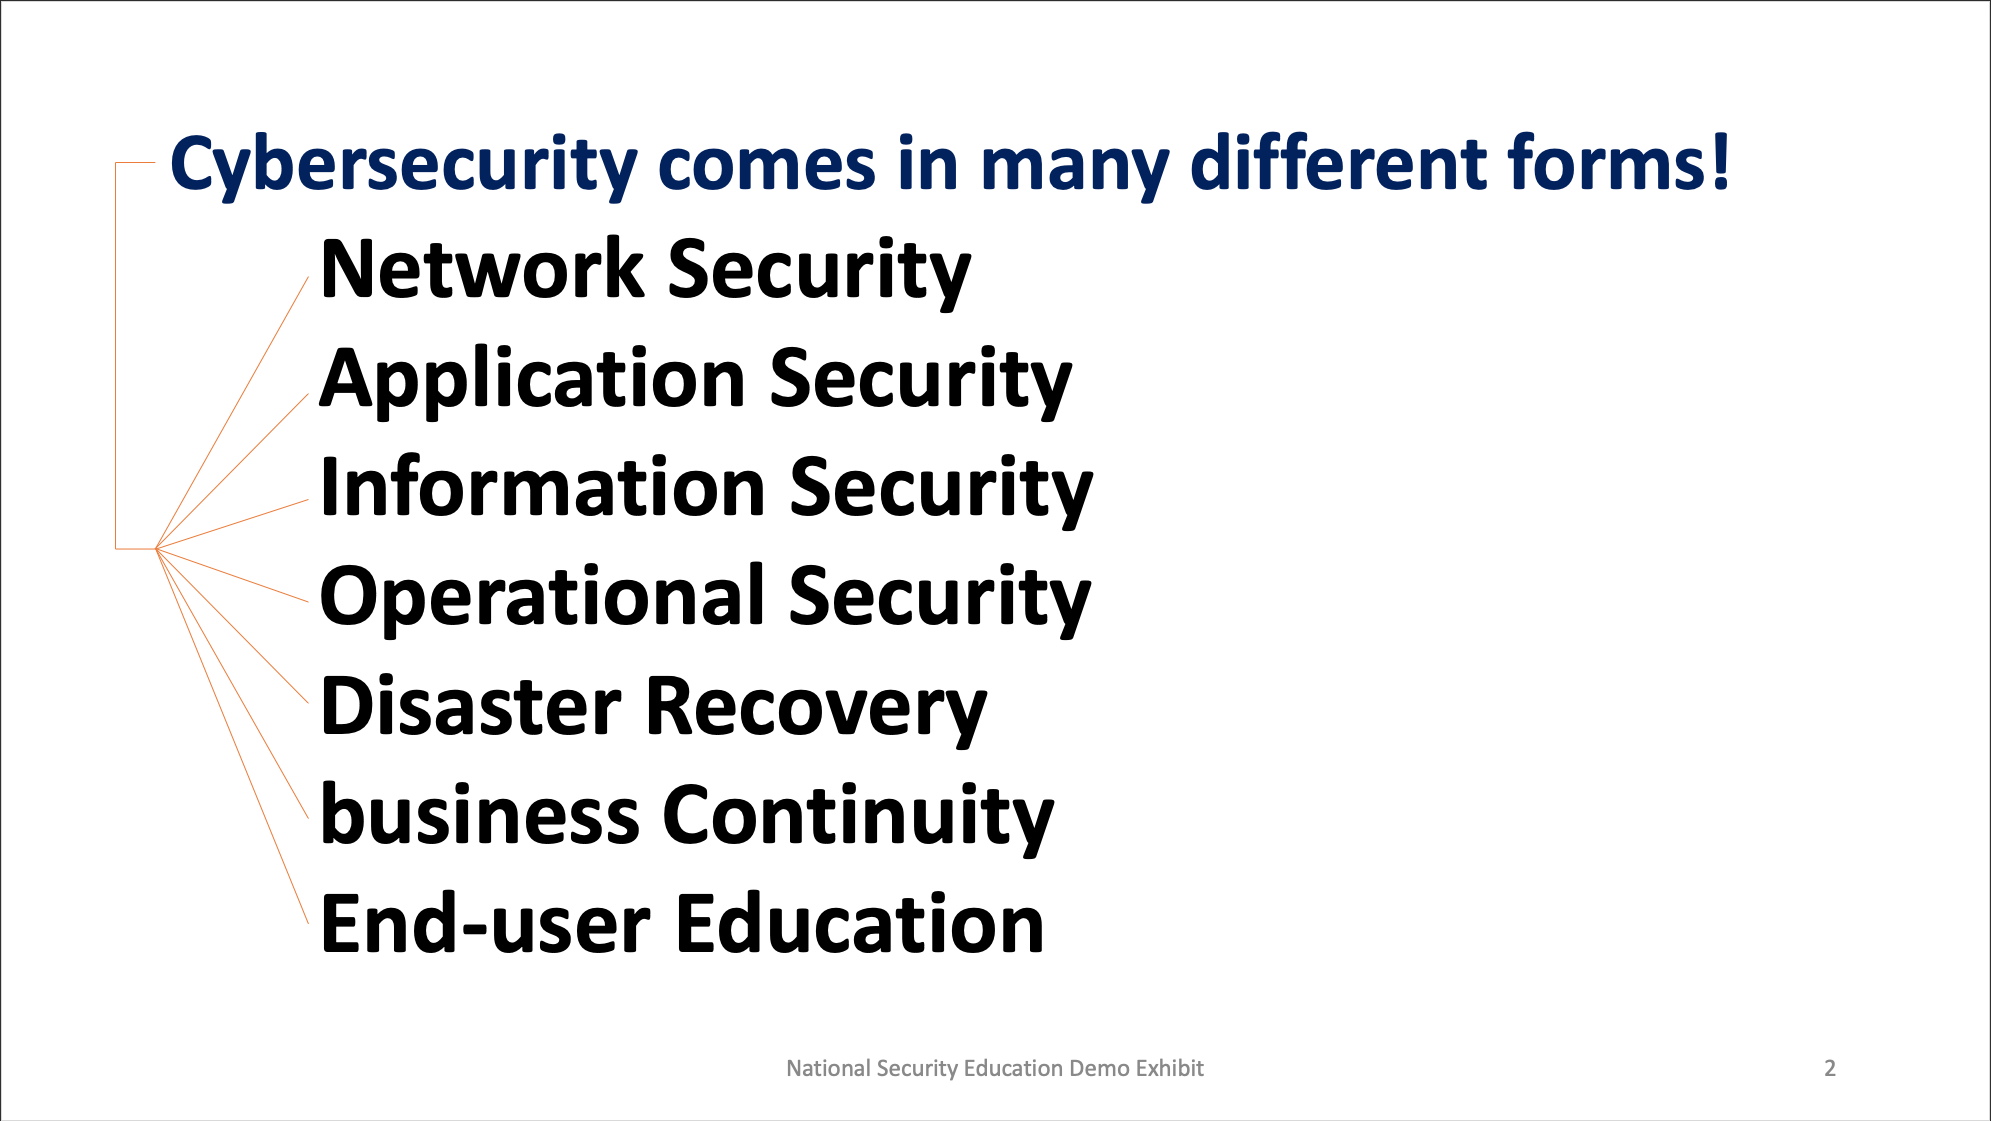 Cybersecurity comes in many different forms!
Network Security
Application Security
Information Security
Operational Security
Disaster Recovery
business Continuity
End-user Education
National Security Education Demo Exhibit
2